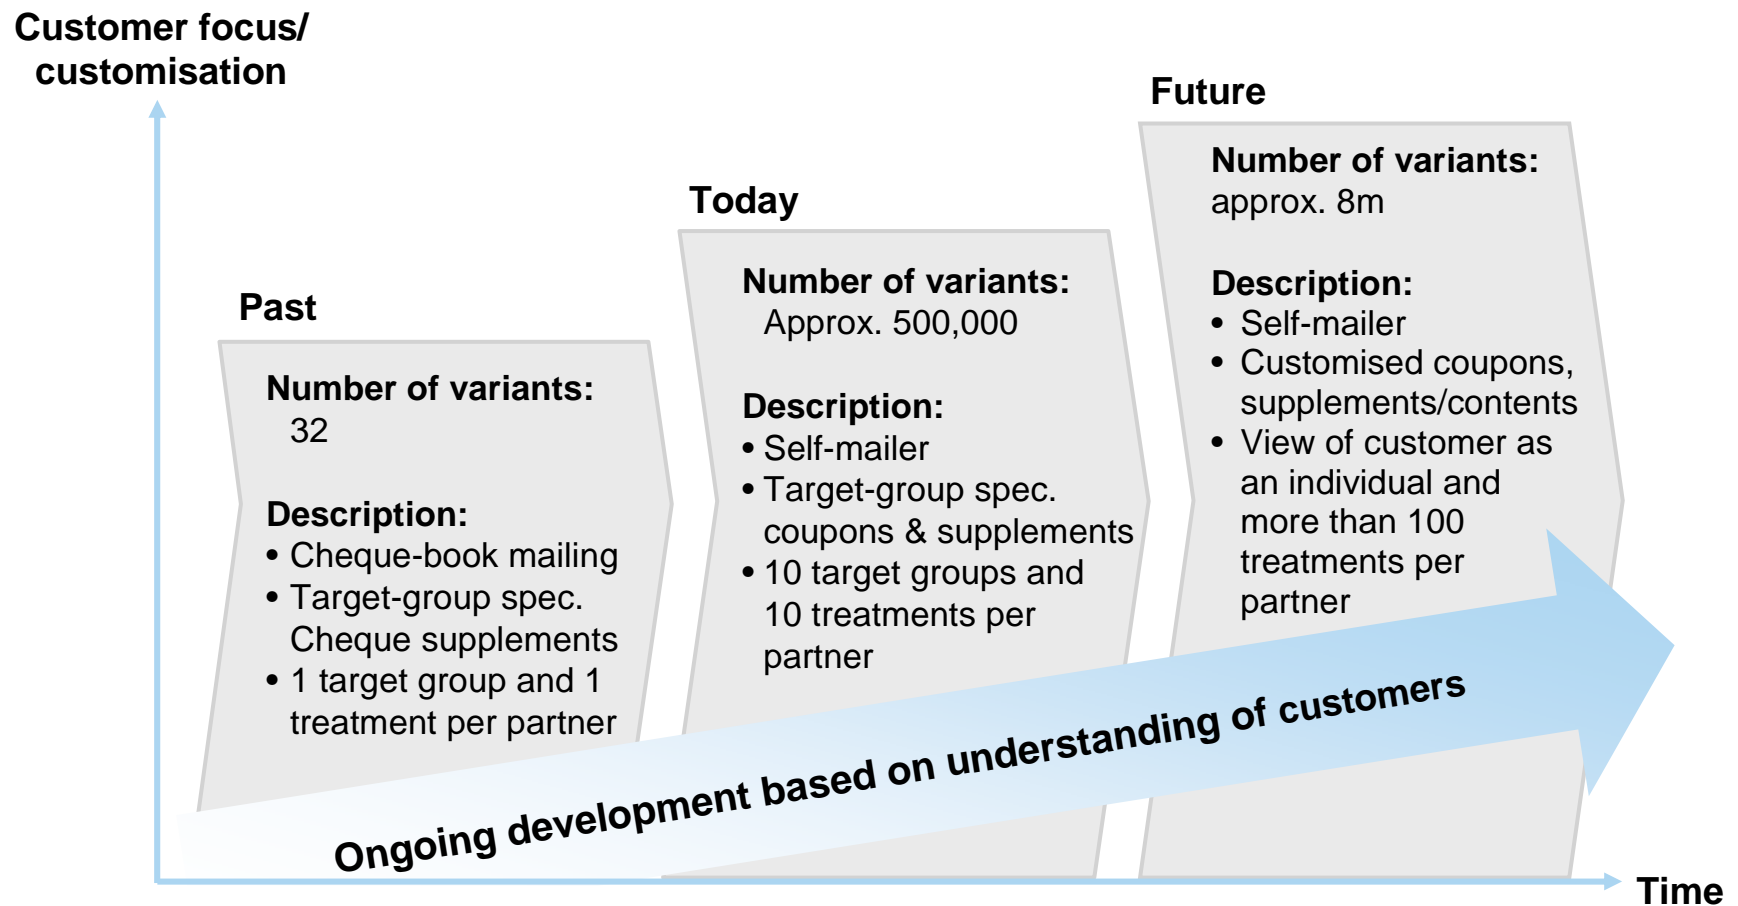 Customer focus/
customisation
Past
Number of variants:
32
Description:
• Cheque-book mailing
• Target-group spec.
Cheque supplements
• 1 target group and 1
treatment per partner
Today
Number of variants:
Approx. 500,000
Description:
• Self-mailer
• Target-group spec.
coupons & supplements
• 10 target groups and
10 treatments per
partner
Future
Number of variants:
approx. 8m
Description:
• Self-mailer
• Customised coupons,
supplements/contents
• View of customer as
an individual and
more than 100
treatments per
partner
Ongoing development based on understanding of customers
Time